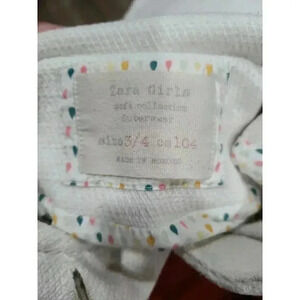 Zara Girls
soft collection
Outerwear
size 3/4 cm 104
MADE IN MOROCCO